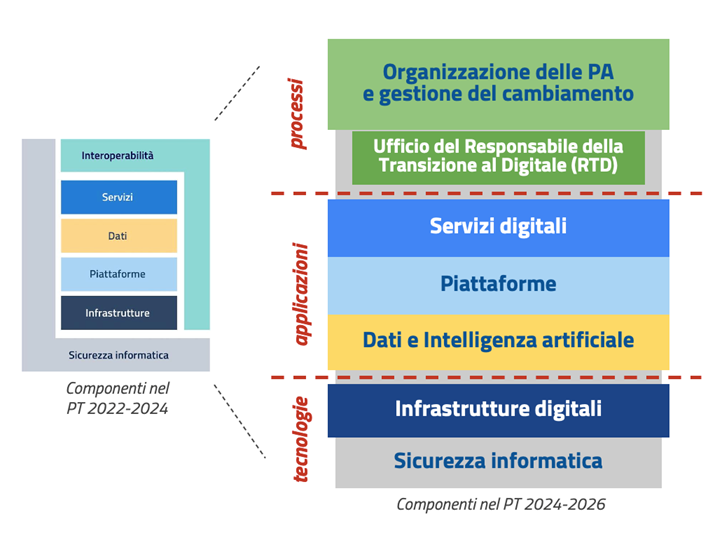 Interoperabilità
Servizi
Dati
Piattaforme
Infrastrutture
Sicurezza informatica
Componenti nel
PT 2022-2024
processi
Organizzazione delle PA
e gestione del cambiamento
Ufficio del Responsabile della
Transizione al Digitale (RTD)
applicazioni
Servizi digitali
Piattaforme
Dati e Intelligenza artificiale
tecnologie
Infrastrutture digitali
Sicurezza informatica
Componenti nel PT 2024-2026